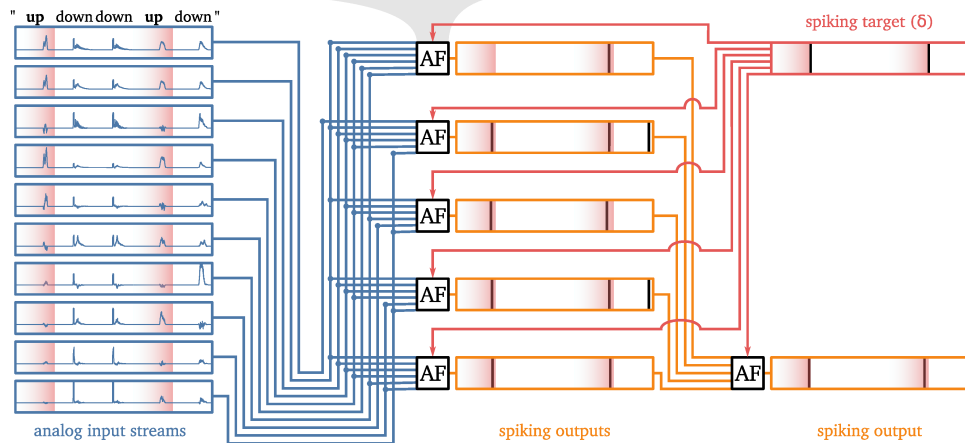 " up down down up down "
spiking target (δ)
AF
AF
AF
AF
AF
AF
analog input streams
spiking outputs
spiking output